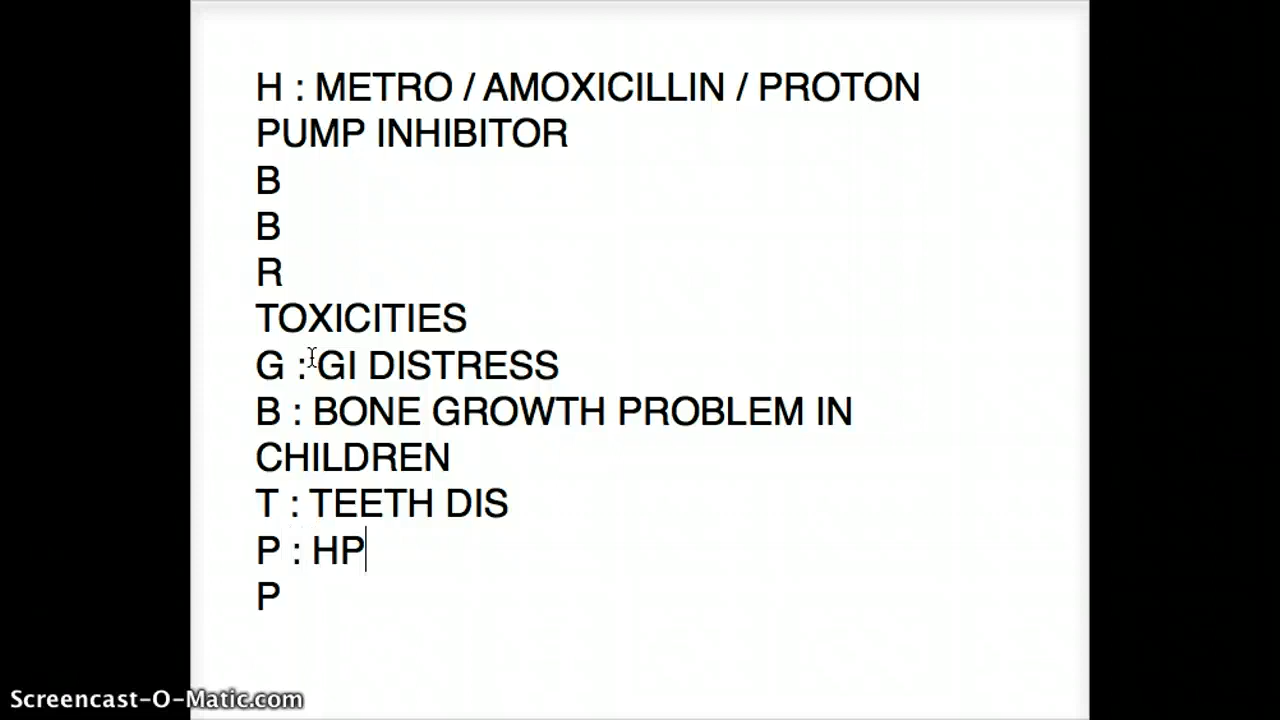 H : METRO / AMOXICILLIN / PROTON
PUMP INHIBITOR
B
B
R
TOXICITIES
G : GI DISTRESS
B : BONE GROWTH PROBLEM IN
CHILDREN
T : TEETH DIS
P : HP
P
Screencast-O-Matic.com